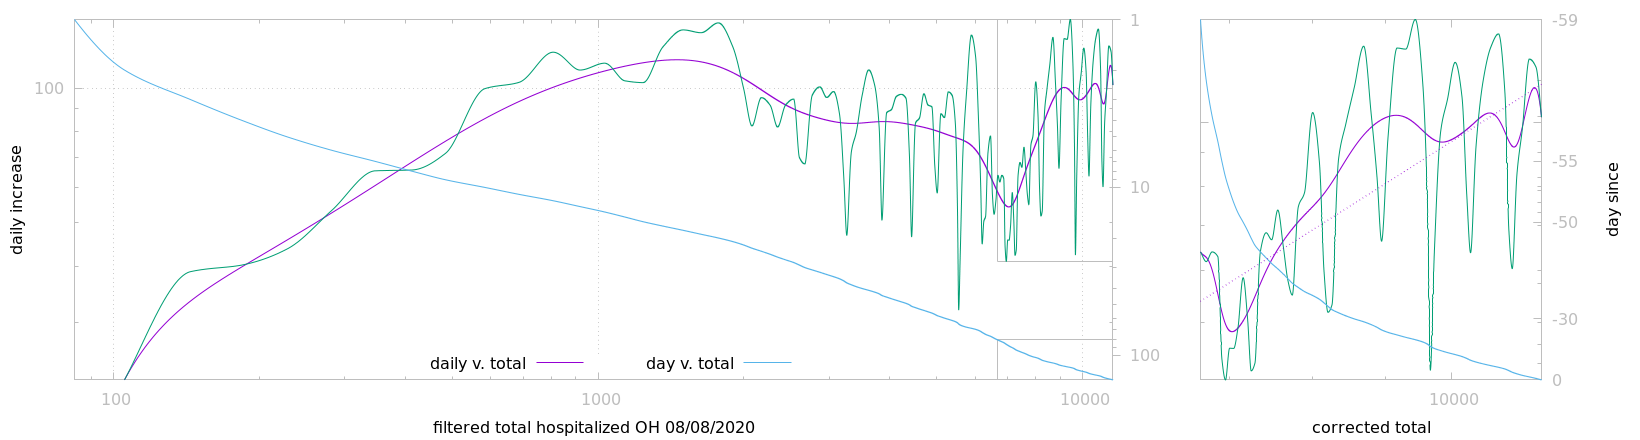 1
-59
100
daily increase
10
-55
-50
day since
-30
daily v. total
day v. total
100
0
100
1000
10000
10000
filtered total hospitalized OH 08/08/2020
corrected total